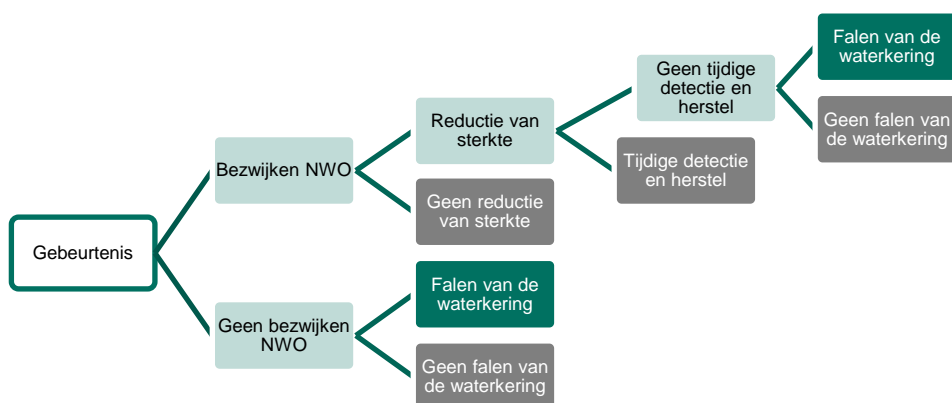 Falen van de
waterkering
Geen tijdige
detectie en
herstel
Reductie van
sterkte
Geen falen van
de waterkering
Bezwijken NWO
Tijdige detectie
en herstel
Geen reductie
van sterkte
Gebeurtenis
Falen van de
waterkering
Geen bezwijken
NWO
Geen falen van
de waterkering